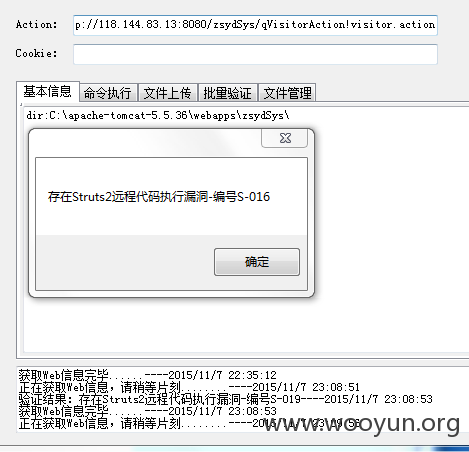 Action: p://118.144.83.13:8080/zsydSys/qVisitorAction!visitor.action
Cookie:
基本信息 命令执行 文件上传 批量验证 文件管理
dir:C:\apache-tomcat-5.5.36\webapps\zsydSys\
存在Struts2远程代码执行漏洞-编号S-016
确定
获取Web信息完毕......----2015/11/7 22:35:12
正在获取Web信息，请稍等片刻........----2015/11/7 23:08:51
验证结果：存在Struts2远程代码执行漏洞-编号S-019----2015/11/7 23:08:53
获取Web信息完毕......----2015/11/7 23:08:53
正在获取Web信息，请稍等片刻........----2015/11/7
www.wooyun.org